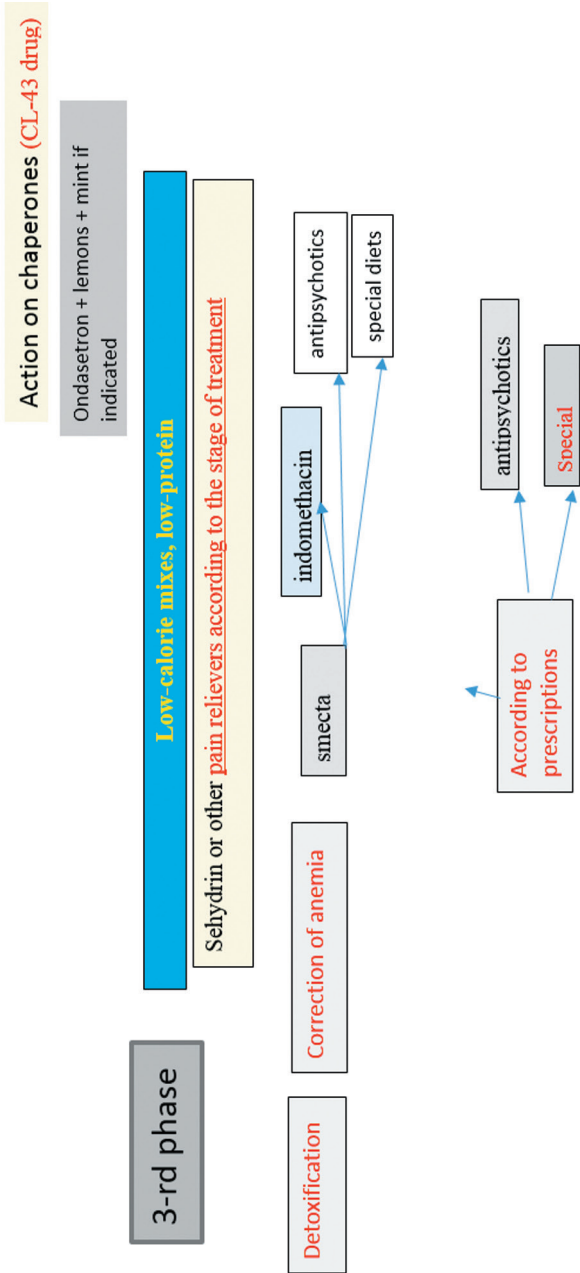 Action on chaperones (CL-43 drug)
Ondasetron + lemons + mint if
indicated
3-rd phase
Low-calorie mixes, low-protein
Sehydrin or other pain relievers according to the stage of treatment
Detoxification
Correction of anemia
smecta
indomethacin
antipsychotics
special diets
According to
prescriptions
antipsychotics
Special